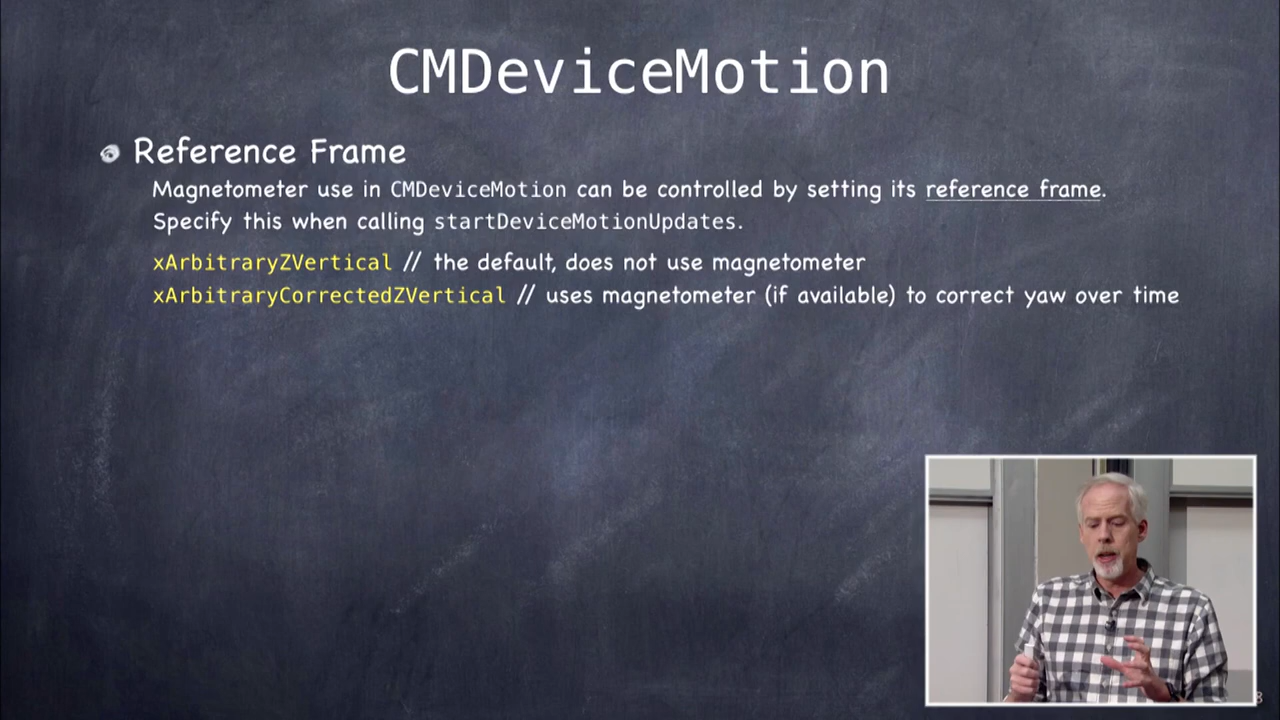 CMDeviceMotion
Reference Frame
Magnetometer use in CMDeviceMotion can be controlled by setting its reference frame.
Specify this when calling startDeviceMotionUpdates.
xArbitraryZVertical // the default, does not use magnetometer
xArbitraryCorrectedZVertical // uses magnetometer (if available) to correct yaw over time